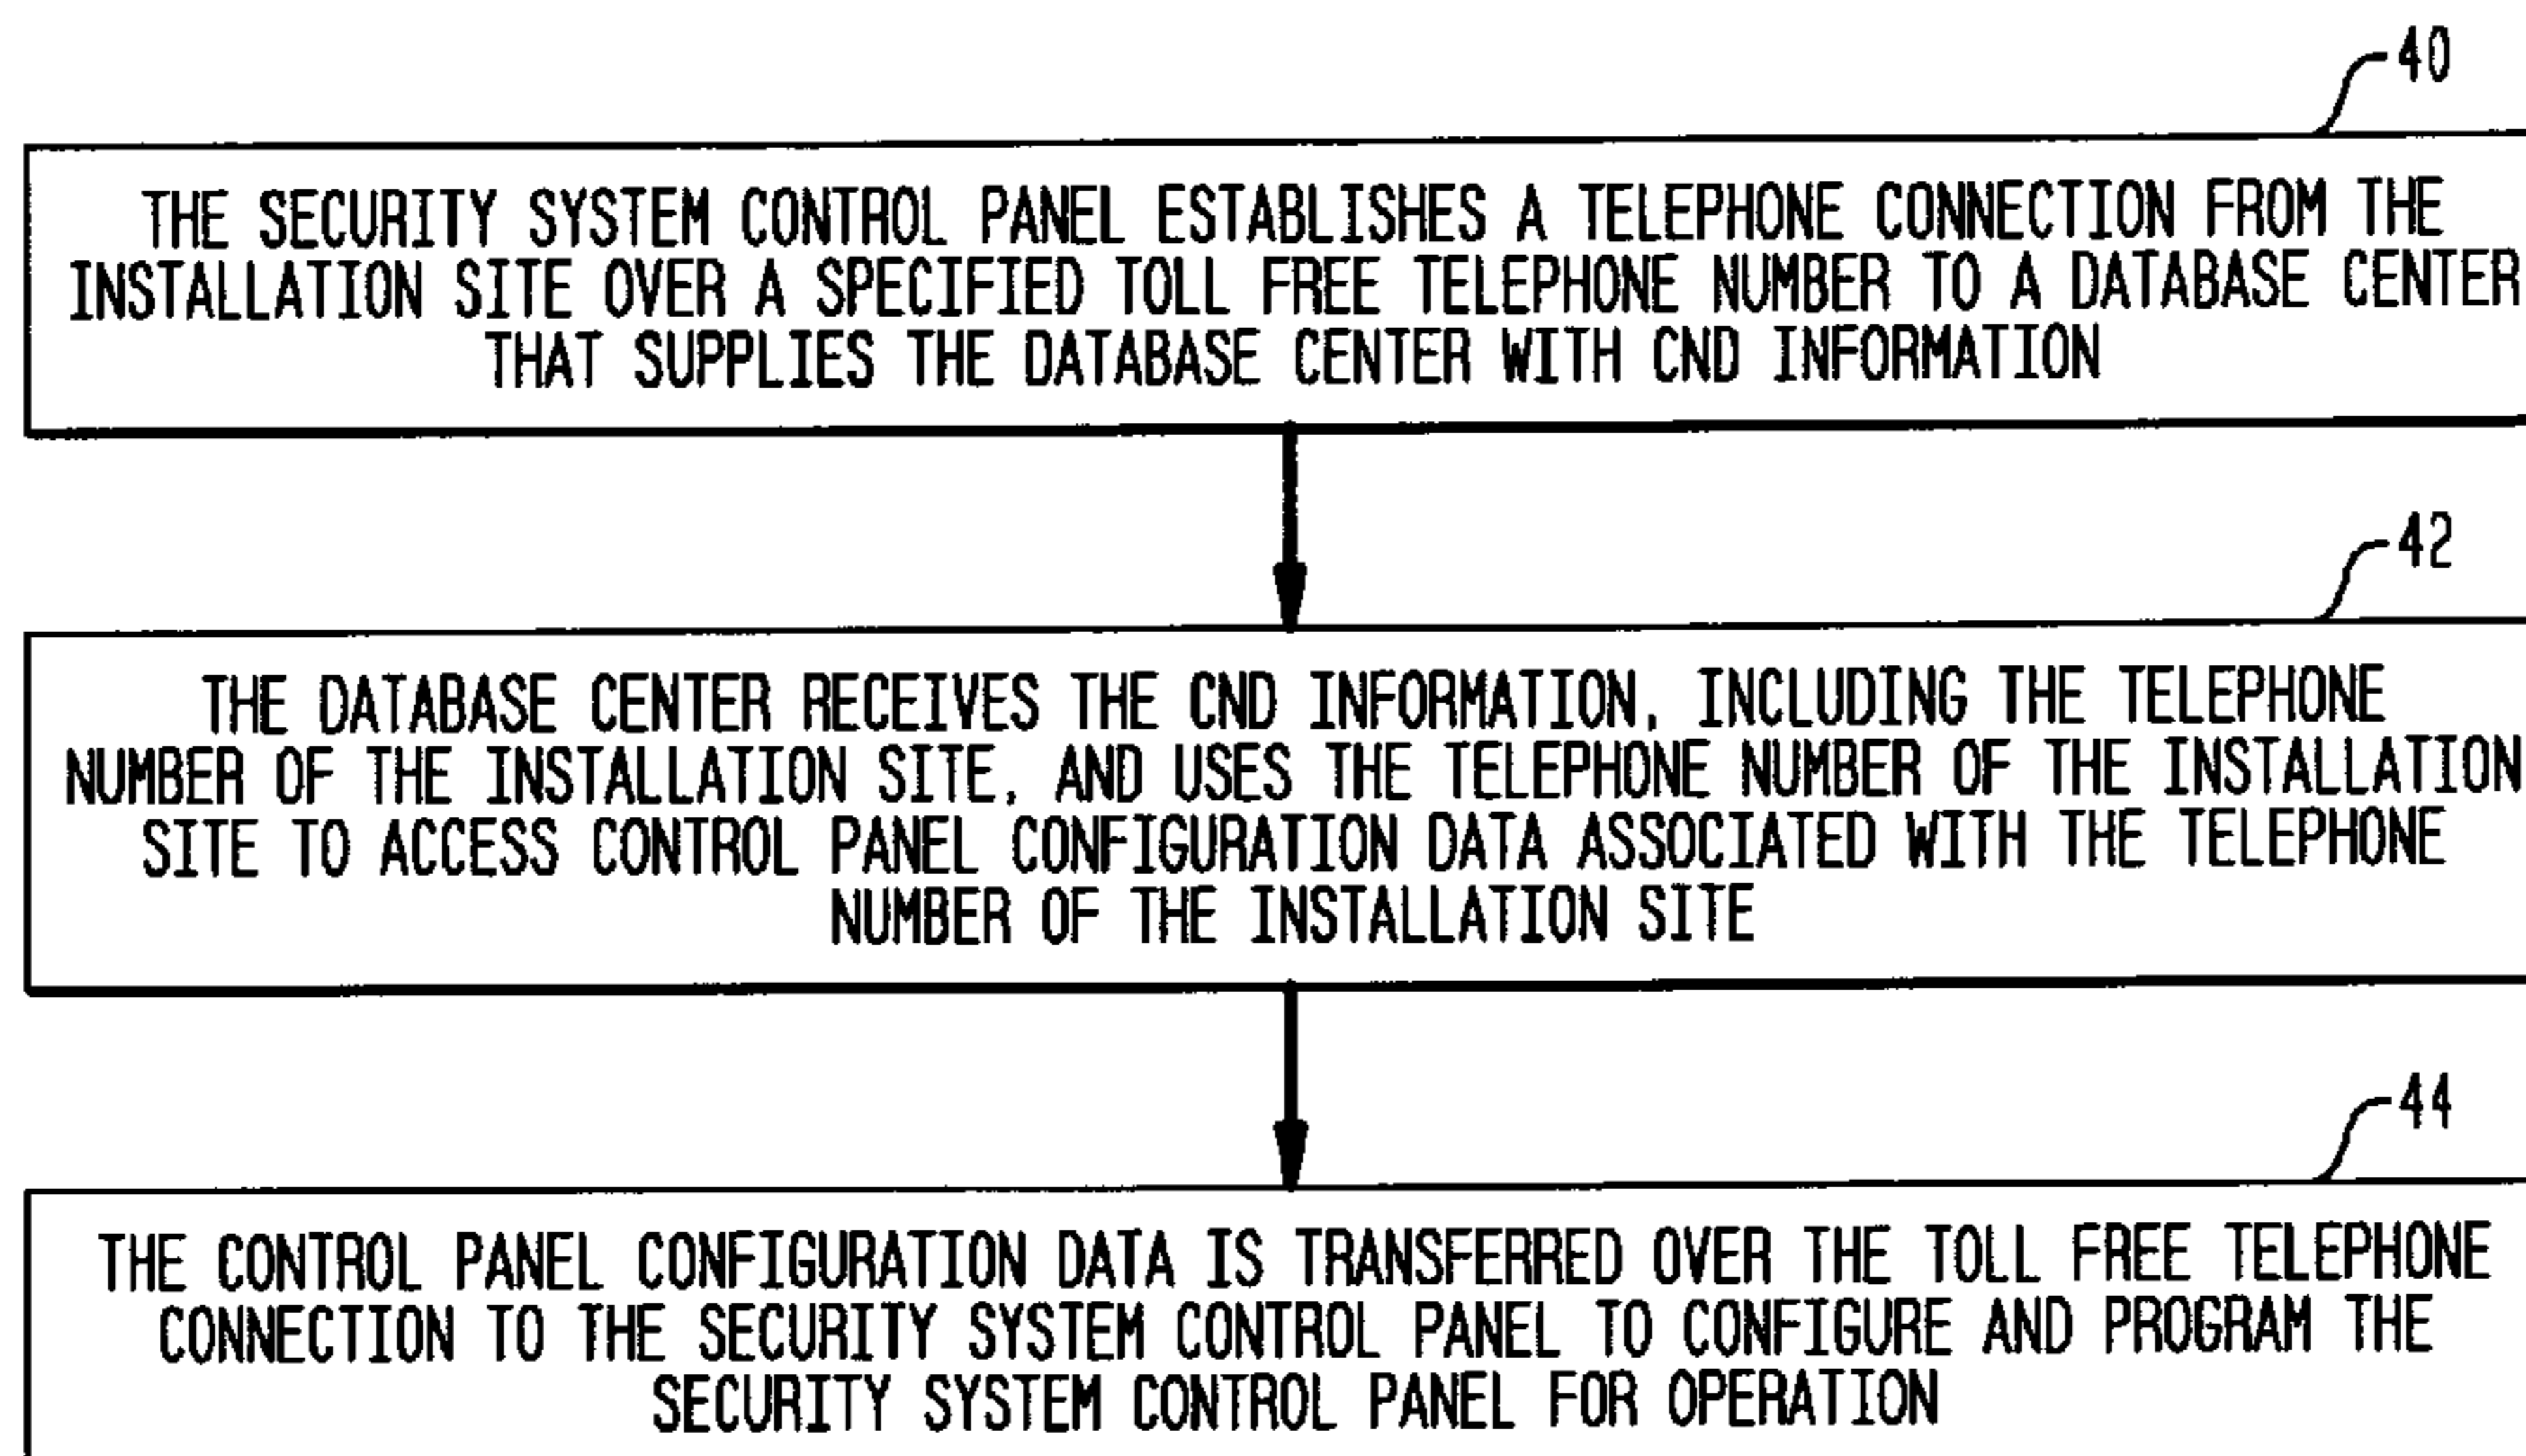 40
THE SECURITY SYSTEM CONTROL PANEL ESTABLISHES A TELEPHONE CONNECTION FROM THE
INSTALLATION SITE OVER A SPECIFIED TOLL FREE TELEPHONE NUMBER TO A DATABASE CENTER
THAT SUPPLIES THE DATABASE CENTER WITH CND INFORMATION
42
THE DATABASE CENTER RECEIVES THE CND INFORMATION, INCLUDING THE TELEPHONE
NUMBER OF THE INSTALLATION SITE, AND USES THE TELEPHONE NUMBER OF THE INSTALLATION
SITE TO ACCESS CONTROL PANEL CONFIGURATION DATA ASSOCIATED WITH THE TELEPHONE
NUMBER OF THE INSTALLATION SITE
44
THE CONTROL PANEL CONFIGURATION DATA IS TRANSFERRED OVER THE TOLL FREE TELEPHONE
CONNECTION TO THE SECURITY SYSTEM CONTROL PANEL TO CONFIGURE AND PROGRAM THE
SECURITY SYSTEM CONTROL PANEL FOR OPERATION